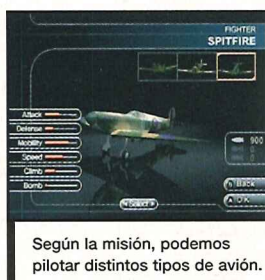 FIGHTER
SPITFIRE
Attack
Defense
Mobility
Speed
Climb
Bomb
900
Select
B Back
A OK
Según la misión, podemos
pilotar distintos tipos de avión.